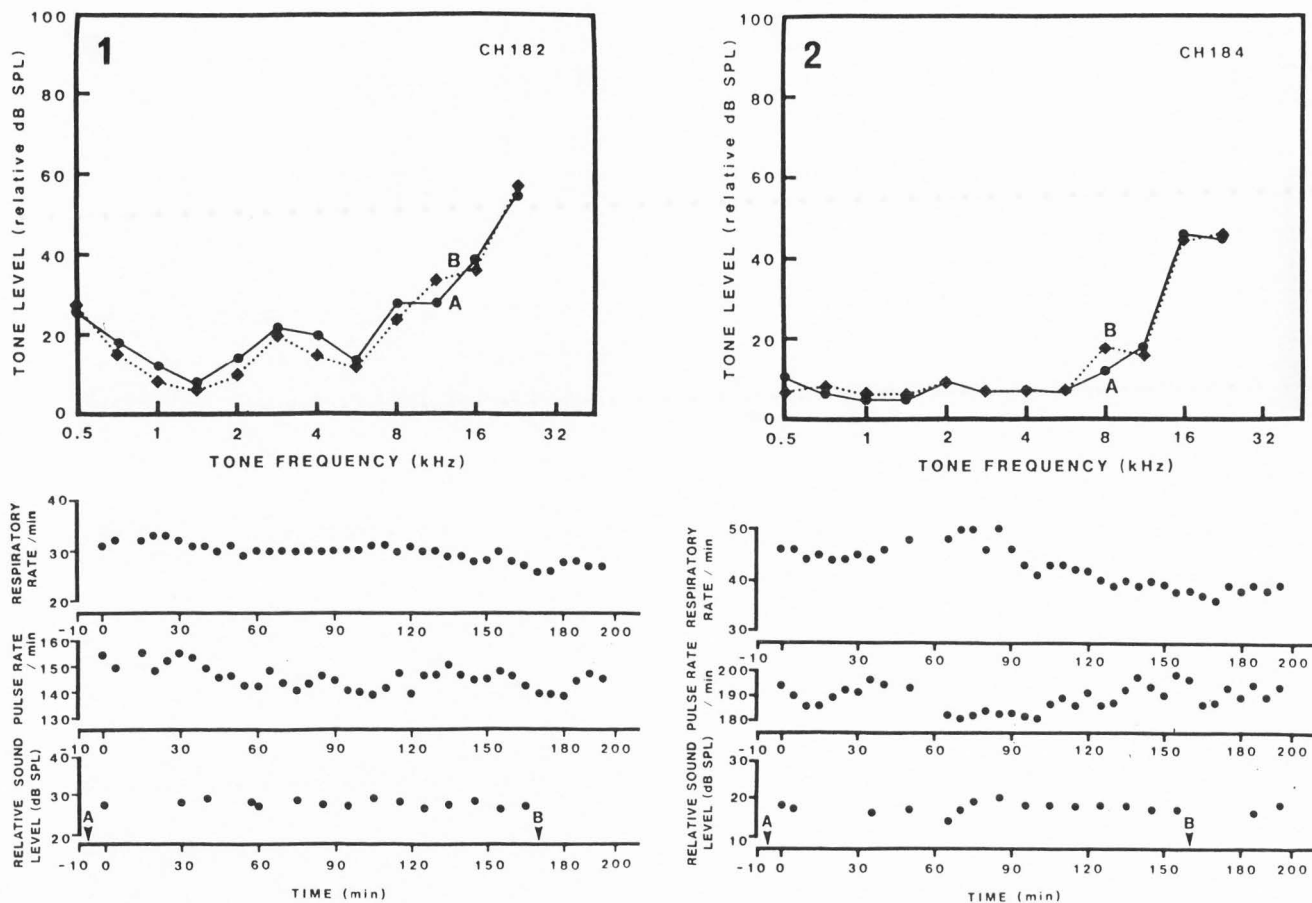 1
CH182
TONE LEVEL (relative dB SPL)
100
80
60
40
20
0
B
A
0.5 1 2 4 8 16 32
TONE FREQUENCY (kHz)
2
CH184
TONE LEVEL (relative dB SPL)
100
80
60
40
20
0
B
A
0.5 1 2 4 8 16 32
TONE FREQUENCY (kHz)
RESPIRATORY
RATE /min
40
30
20
-10 0 30 60 90 120 150 180 200
PULSE RATE
/ min
160
150
140
130
-10 0 30 60 90 120 150 180 200
RELATIVE SOUND
LEVEL (dB SPL)
40
30
20
A
B
-10 0 30 60 90 120 150 180 200
TIME (min)
RESPIRATORY
RATE / min
50
40
30
-10 0 30 60 90 120 150 180 200
PULSE RATE
/ min
200
190
180
-10 0 30 60 90 120 150 180 200
RELATIVE SOUND
LEVEL (dB SPL)
30
20
10
A
B
-10 0 30 60 90 120 150 180 200
TIME (min)